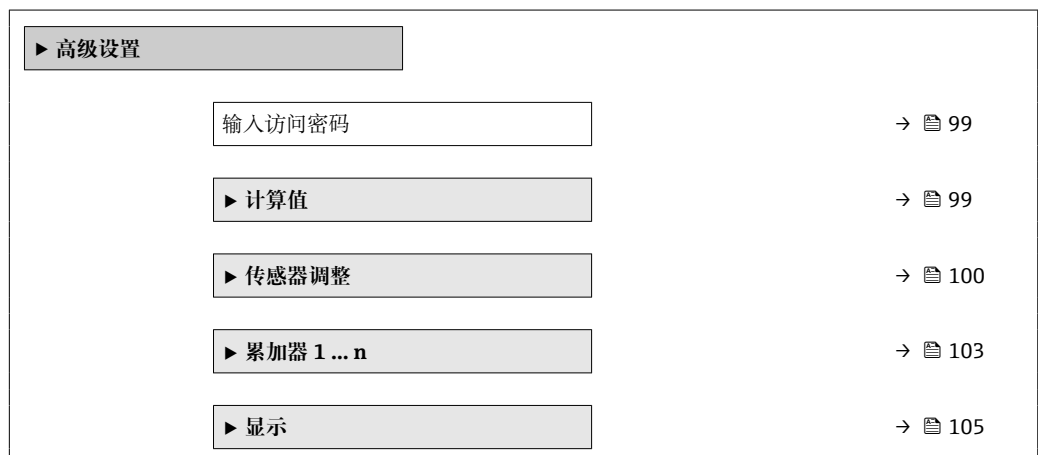 ▶ 高级设置
输入访问密码 → 🖹 99
▶ 计算值 → 🖹 99
▶ 传感器调整 → 🖹 100
▶ 累加器 1 … n → 🖹 103
▶ 显示 → 🖹 105